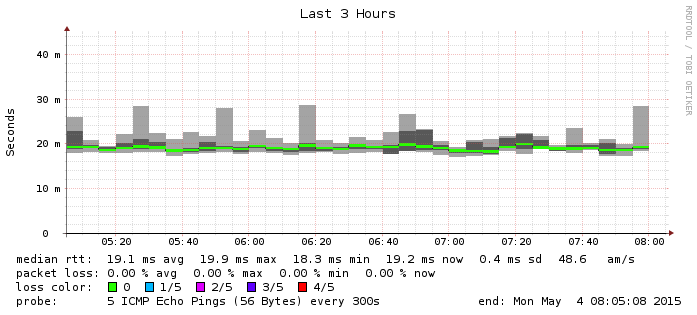 Last 3 Hours
RRDTOOL / TOBI OETIKER
Seconds
40 m
30 m
20 m
10 m
0
05:20 05:40 06:00 06:20 06:40 07:00 07:20 07:40 08:00
median rtt: 19.1 ms avg 19.9 ms max 18.3 ms min 19.2 ms now 0.4 ms sd 48.6 am/s
packet loss: 0.00 % avg 0.00 % max 0.00 % min 0.00 % now
loss color: 0 1/5 2/5 3/5 4/5
probe: 5 ICMP Echo Pings (56 Bytes) every 300s end: Mon May 4 08:05:08 2015